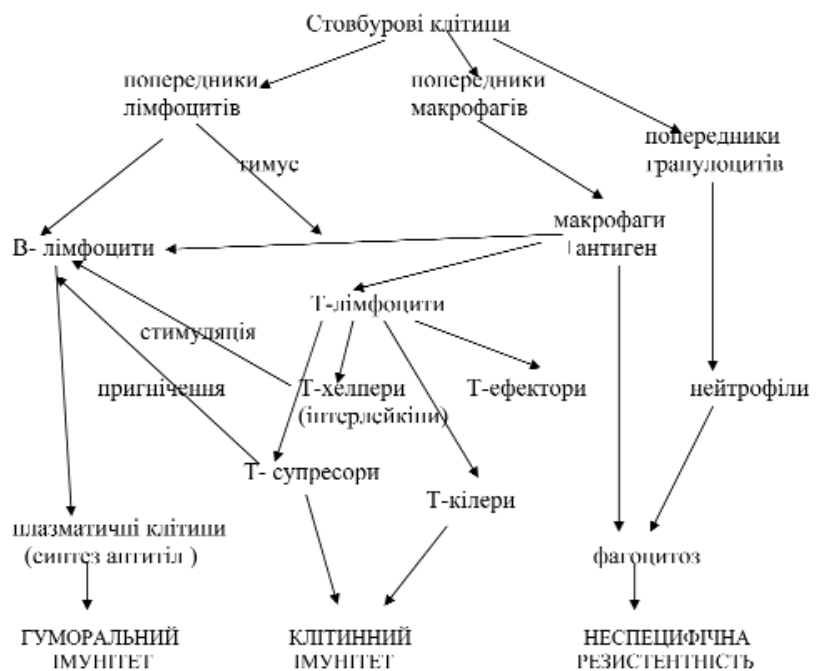 Стовбурові клітини
попередники
лімфоцитів
попередники
макрофагів
попередники
гранулоцитів
тимус
В- лімфоцити
макрофаги
+антиген
Т-лімфоцити
стимуляція
пригнічення
Т-хелпери
(інтерлейкіни)
Т-ефектори
нейтрофіли
Т- супресори
Т-кілери
плазматичні клітини
(синтез антитіл )
фагоцитоз
ГУМОРАЛЬНИЙ
ІМУНІТЕТ
КЛІТИННИЙ
ІМУНІТЕТ
НЕСПЕЦИФІЧНА
РЕЗИСТЕНТНІСТЬ